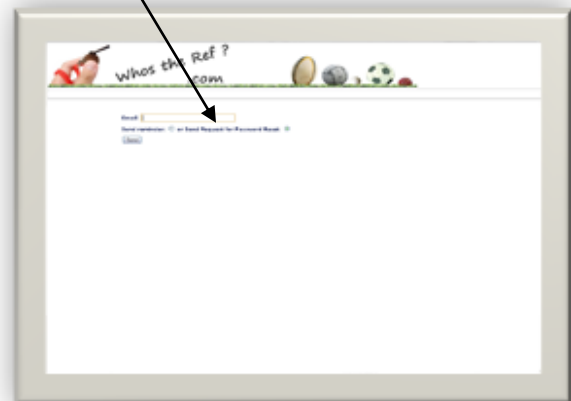 Whos the Ref ?
.com
Email:
Send reminder: or Send Request for Password Reset: